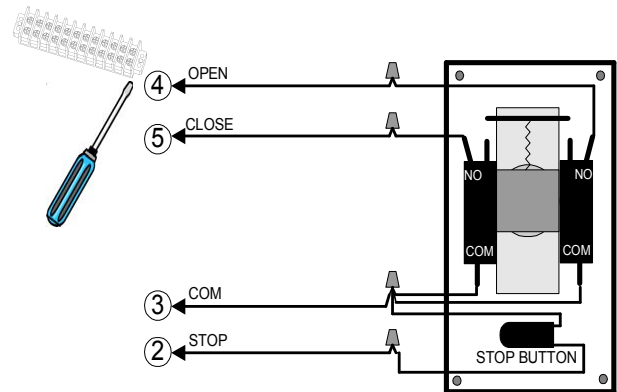 4 OPEN
5 CLOSE
NO NO
COM COM
3 COM
2 STOP
STOP BUTTON